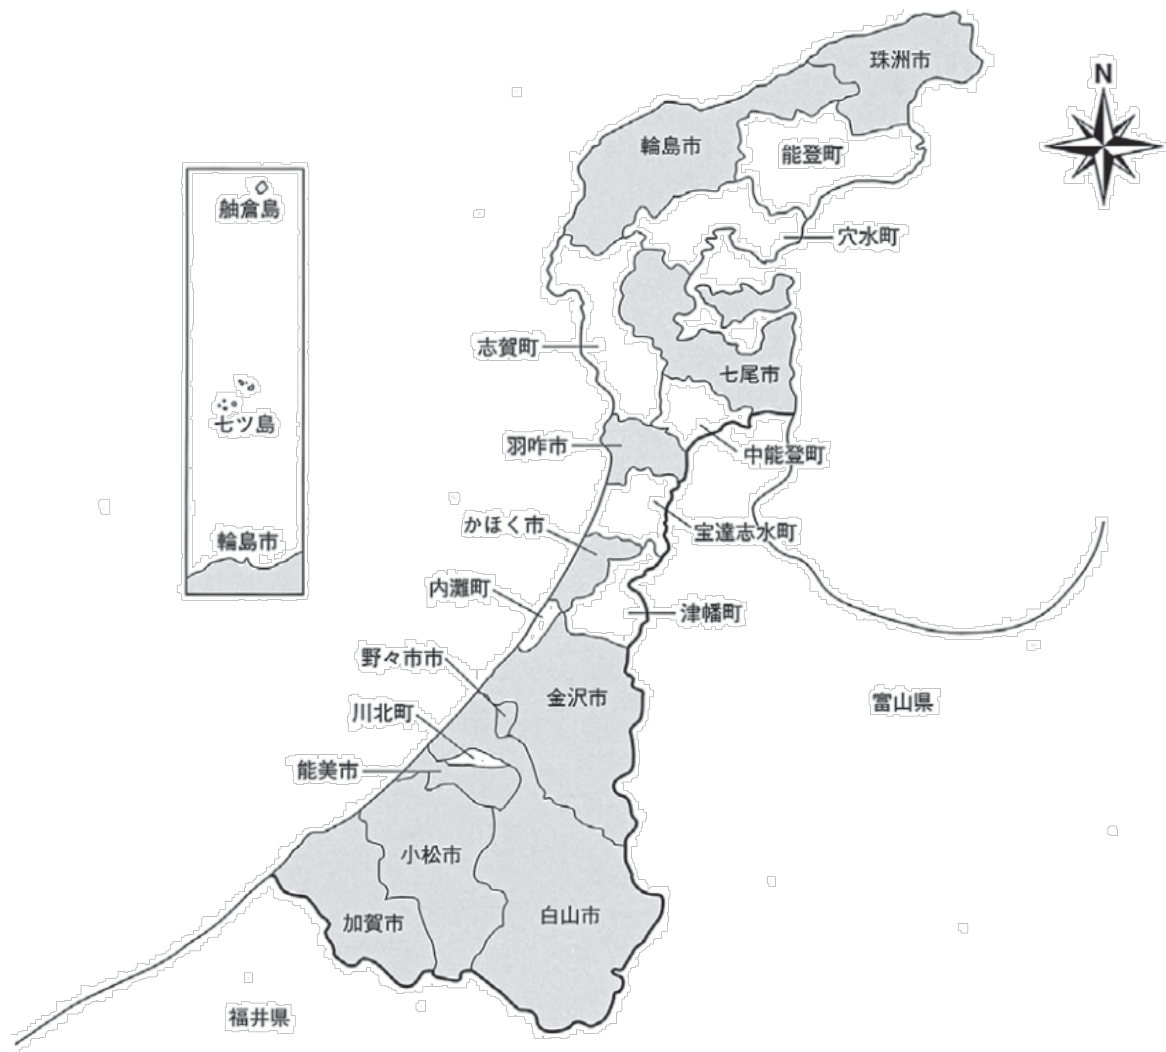 珠洲市
N
輪島市
能登町
舳倉島
穴水町
志賀町
七尾市
七ツ島
羽咋市
中能登町
かほく市
宝達志水町
輪島市
内灘町
津幡町
野々市市
金沢市
富山県
川北町
能美市
小松市
白山市
加賀市
福井県